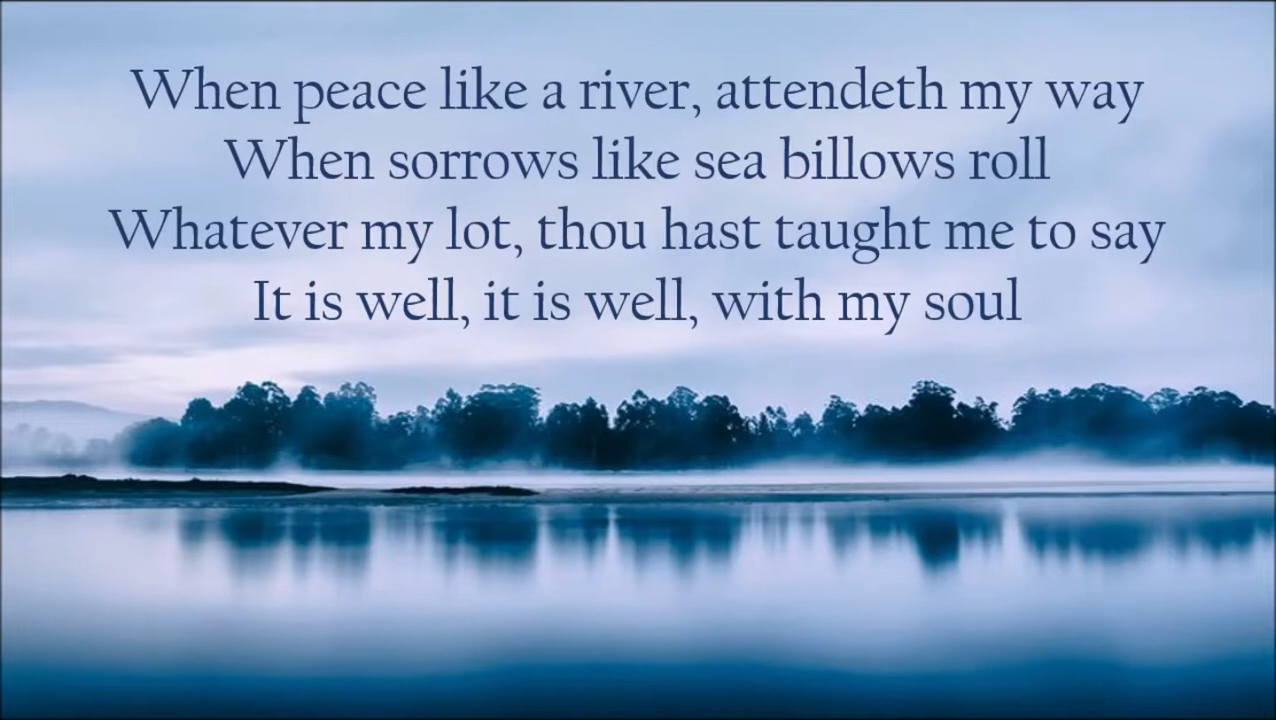 When peace like a river, attendeth my way
When sorrows like sea billows roll
Whatever my lot, thou hast taught me to say
It is well, it is well, with my soul